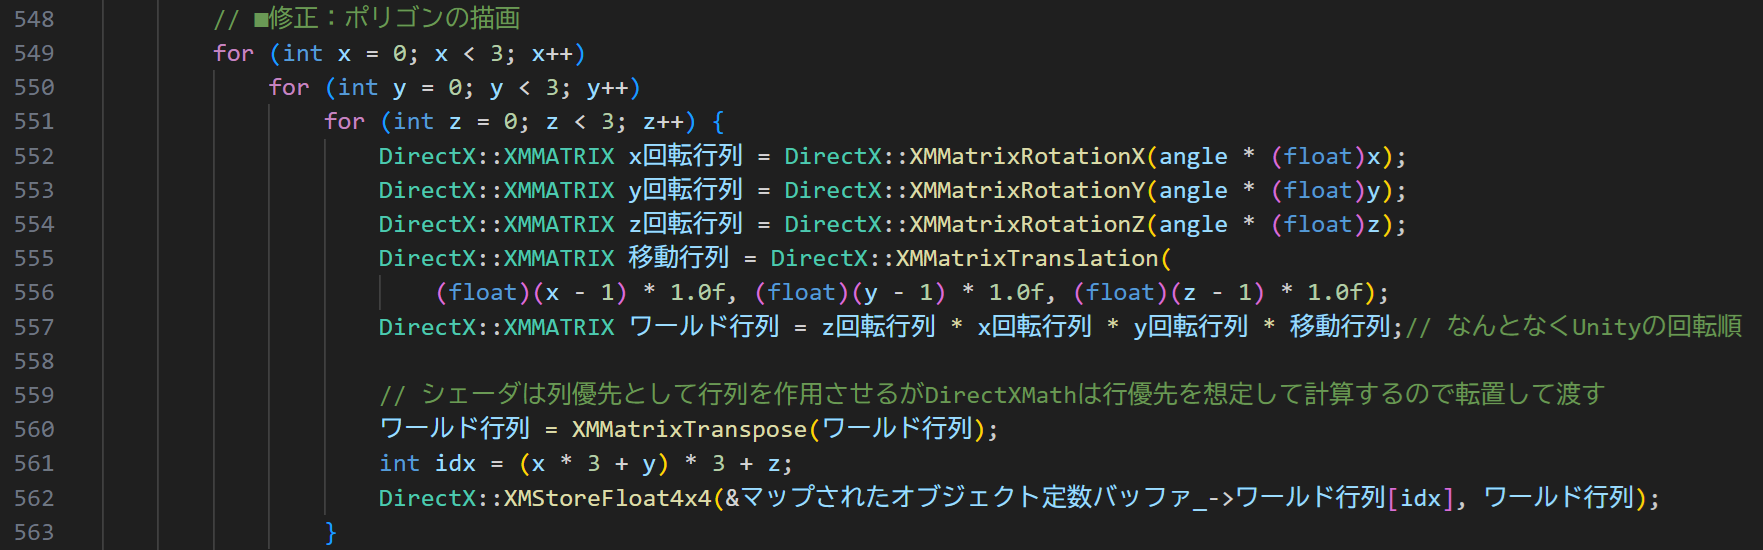 548 // ■修正：ポリゴンの描画
549 for (int x = 0; x < 3; x++)
550 for (int y = 0; y < 3; y++)
551 for (int z = 0; z < 3; z++) {
552 DirectX::XMMATRIX x回転行列 = DirectX::XMMatrixRotationX(angle * (float)x);
553 DirectX::XMMATRIX y回転行列 = DirectX::XMMatrixRotationY(angle * (float)y);
554 DirectX::XMMATRIX z回転行列 = DirectX::XMMatrixRotationZ(angle * (float)z);
555 DirectX::XMMATRIX 移動行列 = DirectX::XMMatrixTranslation(
556 (float)(x - 1) * 1.0f, (float)(y - 1) * 1.0f, (float)(z - 1) * 1.0f);
557 DirectX::XMMATRIX ワールド行列 = z回転行列 * x回転行列 * y回転行列 * 移動行列;// なんとなくUnityの回転順
558
559 // シェーダは列優先として行列を作用させるがDirectXMathは行優先を想定して計算するので転置して渡す
560 ワールド行列 = XMMatrixTranspose(ワールド行列);
561 int idx = (x * 3 + y) * 3 + z;
562 DirectX::XMStoreFloat4x4(&マップされたオブジェクト定数バッファ_->ワールド行列[idx], ワールド行列);
563 }